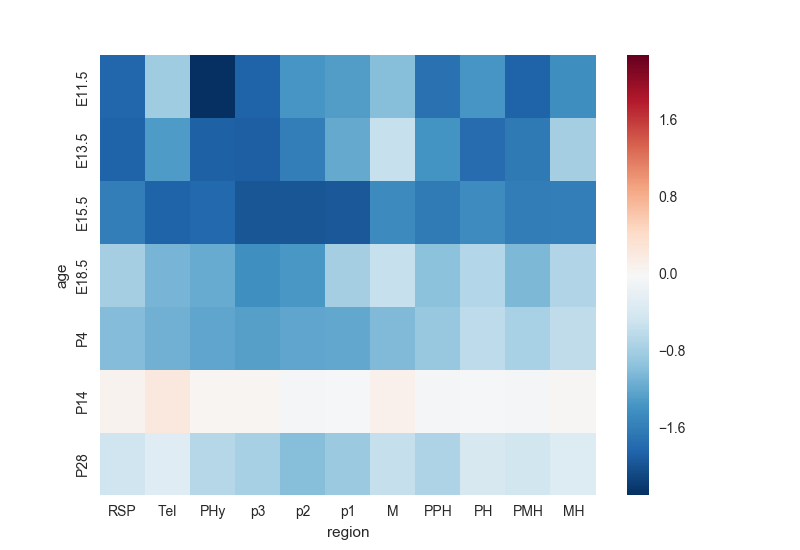 E11.5
E13.5
E15.5
E18.5
P4
P14
P28
age
RSP Tel PHy p3 p2 p1 M PPH PH PMH MH
region
1.6
0.8
0.0
−0.8
−1.6